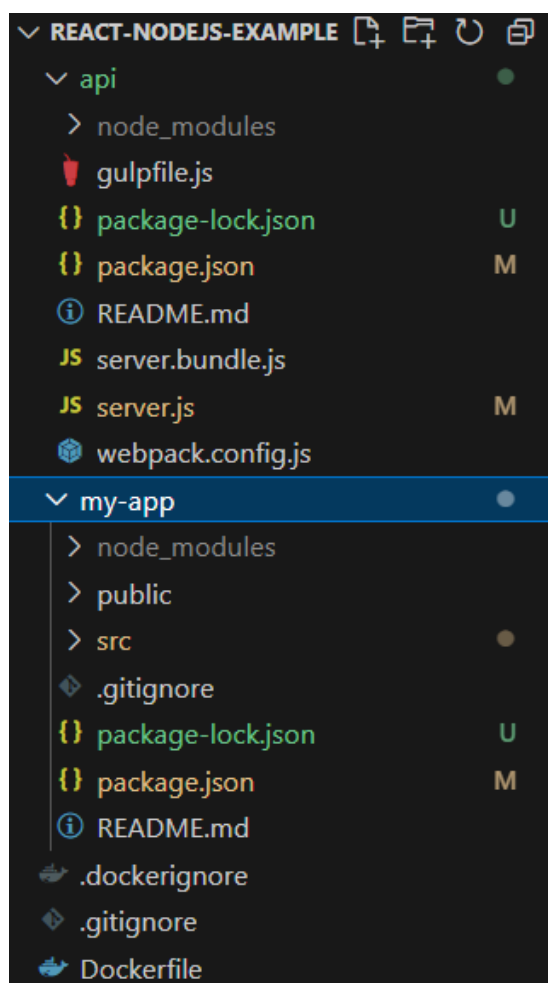 REACT-NODEJS-EXAMPLE
api
node_modules
gulpfile.js
{} package-lock.json U
{} package.json M
README.md
JS server.bundle.js
JS server.js M
webpack.config.js
my-app
node_modules
public
src
.gitignore
{} package-lock.json U
{} package.json M
README.md
.dockerignore
.gitignore
Dockerfile